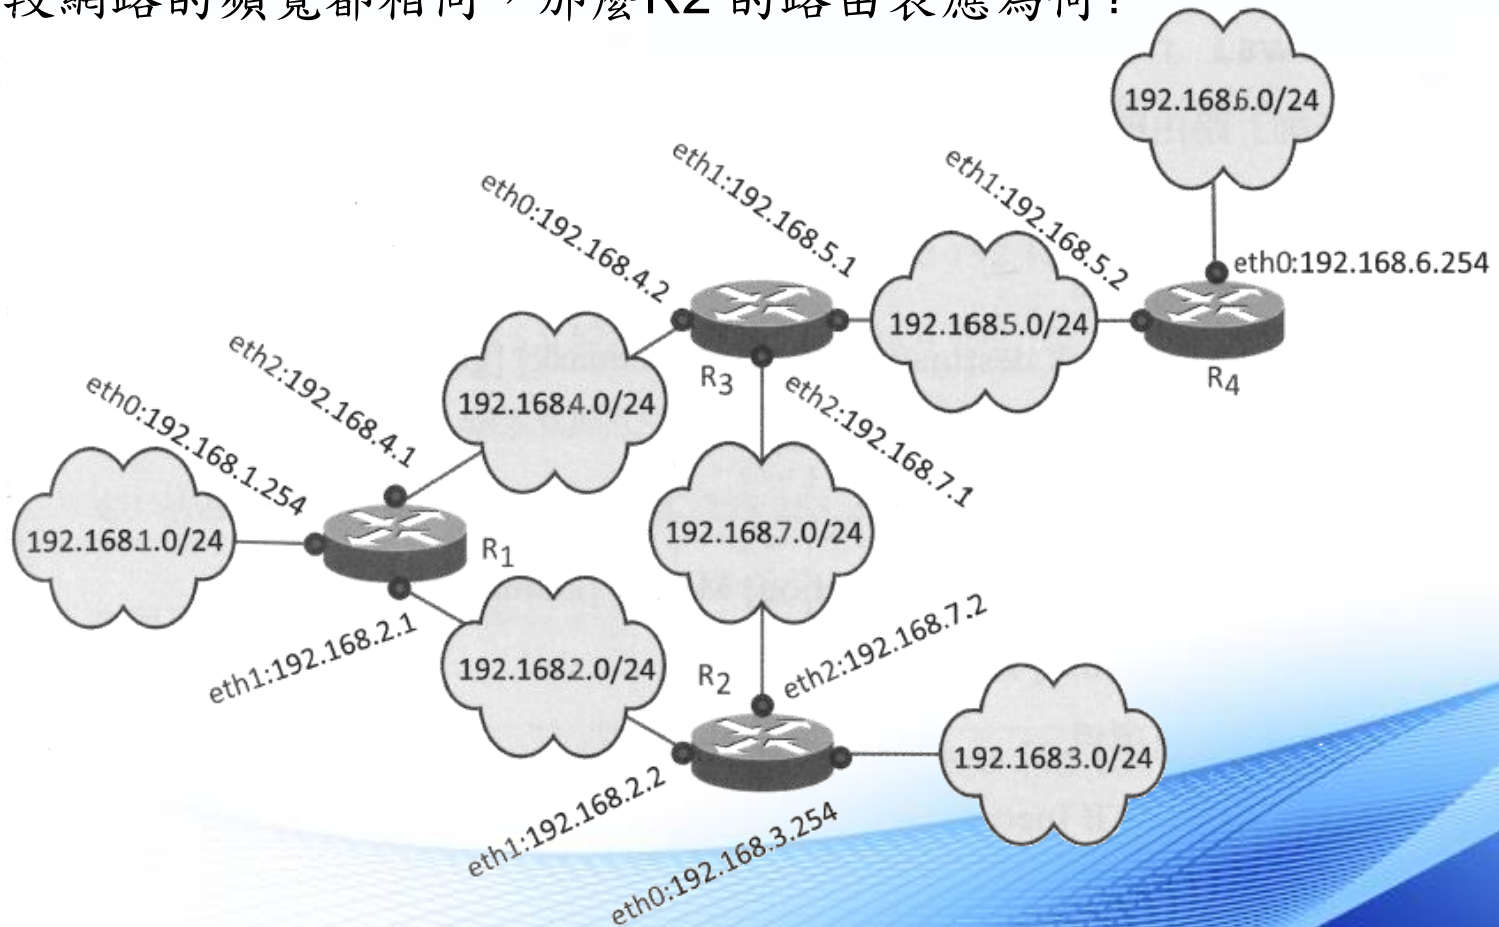 段網路的頻寬都相同，那麼R2 的路由表應為何?
192.168.6.0/24
eth1:192.168.5.1
eth1:192.168.5.2
eth0:192.168.4.2
eth0:192.168.6.254
192.168.5.0/24
R3
R4
eth2:192.168.4.1
192.168.4.0/24
eth0:192.168.1.254
eth2:192.168.7.1
192.168.1.0/24
R1
192.168.7.0/24
eth1:192.168.2.1
192.168.2.0/24
R2
eth2:192.168.7.2
192.168.3.0/24
eth1:192.168.2.2
eth0:192.168.3.254